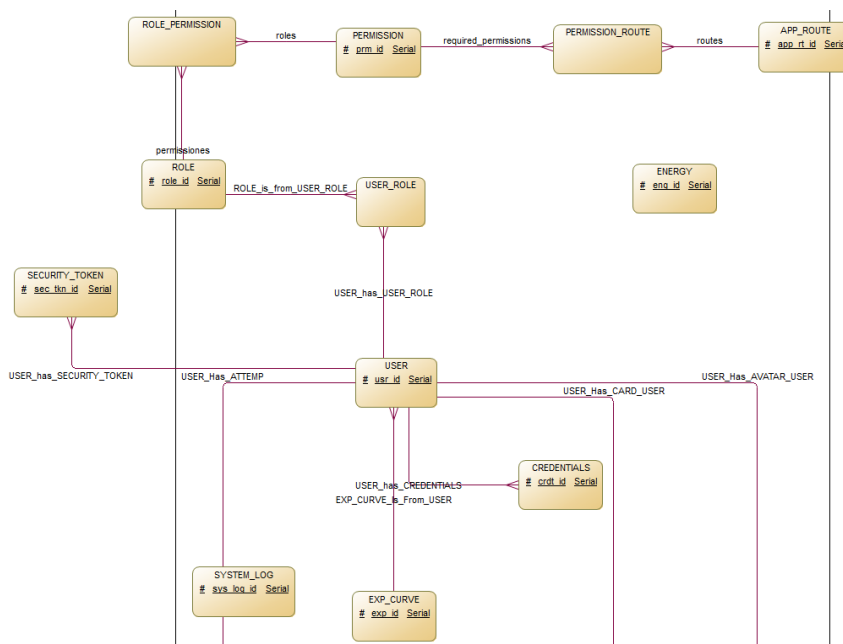 ROLE_PERMISSION
roles
PERMISSION
# prm_id Serial
required_permissions
PERMISSION_ROUTE
routes
APP_ROUTE
# app_rt_id Serial
permissiones
ROLE
# role_id Serial
ROLE_is_from_USER_ROLE
USER_ROLE
ENERGY
# eng_id Serial
SECURITY_TOKEN
# sec_tkn_id Serial
USER_has_USER_ROLE
USER_has_SECURITY_TOKEN
USER_Has_ATTEMP
USER
# usr_id Serial
USER_Has_AVATAR_USER
USER_Has_CARD_USER
CREDENTIALS
# crdt_id Serial
USER_has_CREDENTIALS
EXP_CURVE_Is_From_USER
SYSTEM_LOG
# sys_log_id Serial
EXP_CURVE
# exp_id Serial